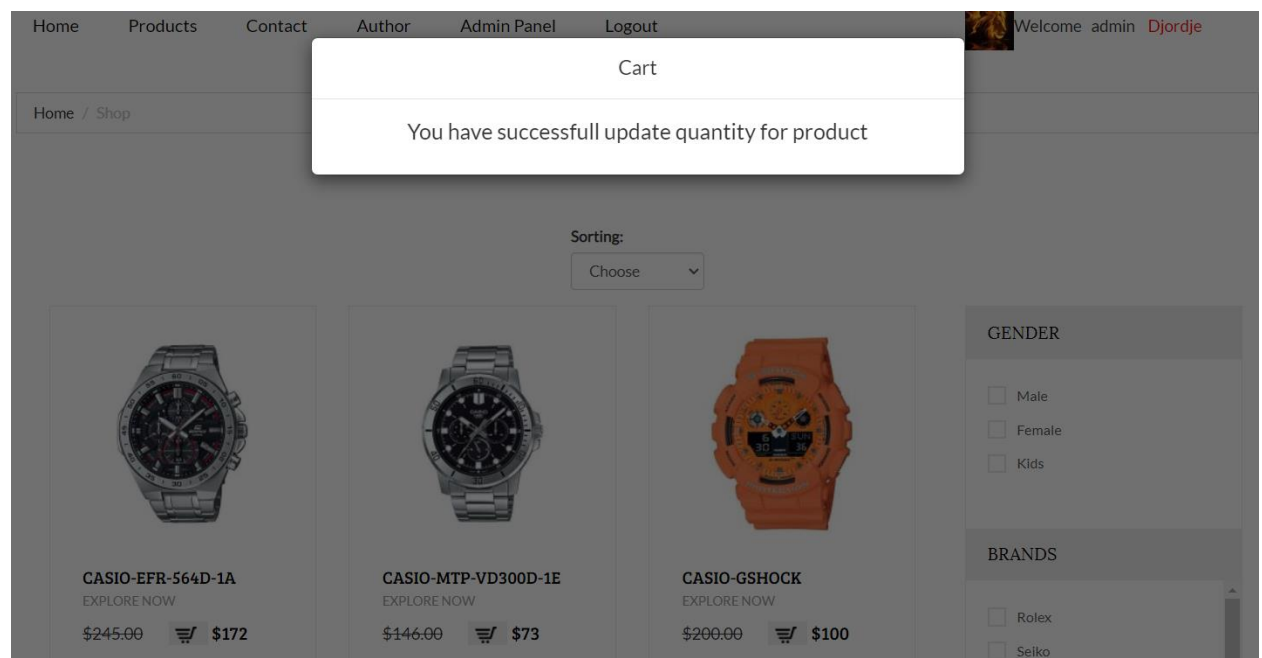 Home Products Contact Author Admin Panel Logout Welcome admin Djordje
Cart
Home / Shop
You have successfull update quantity for product
Sorting:
Choose
GENDER
Male
Female
Kids
CASIO-EFR-564D-1A CASIO-MTP-VD300D-1E CASIO-GSHOCK
EXPLORE NOW EXPLORE NOW EXPLORE NOW
$245.00 $172 $146.00 $73 $200.00 $100
BRANDS
Rolex
Seiko